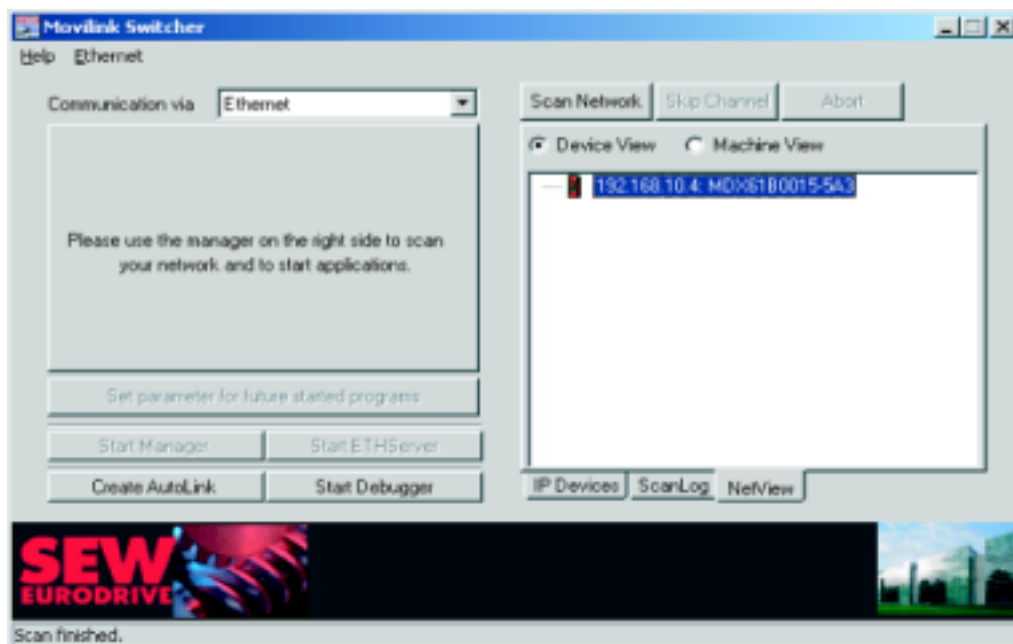 Movilink Switcher
Help Ethernet
Communication via Ethernet
Please use the manager on the right side to scan
your network and to start applications.
Set parameter for future started programs
Start Manager Start ETHServer
Create AutoLink Start Debugger
Scan Network Skip Channel Abort
Device View Machine View
192.168.10.4: MDX61B0015-5A3
IP Devices ScanLog NetView
SEW
EURODRIVE
Scan finished.